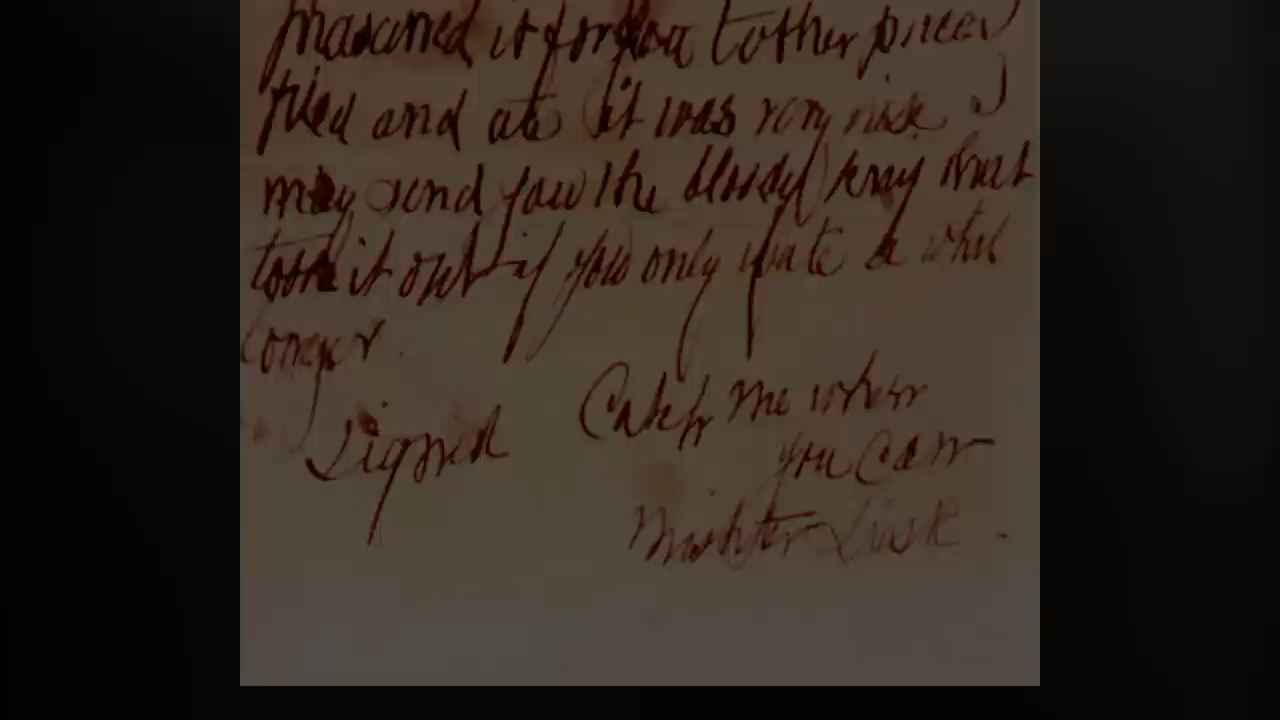 prasarved it for you tother piece I
fried and ate it was very nise I
may send you the bloody knif that
took it out if you only wate a whil
longer.
Signed Catch me when
you can
Mishter Lusk.